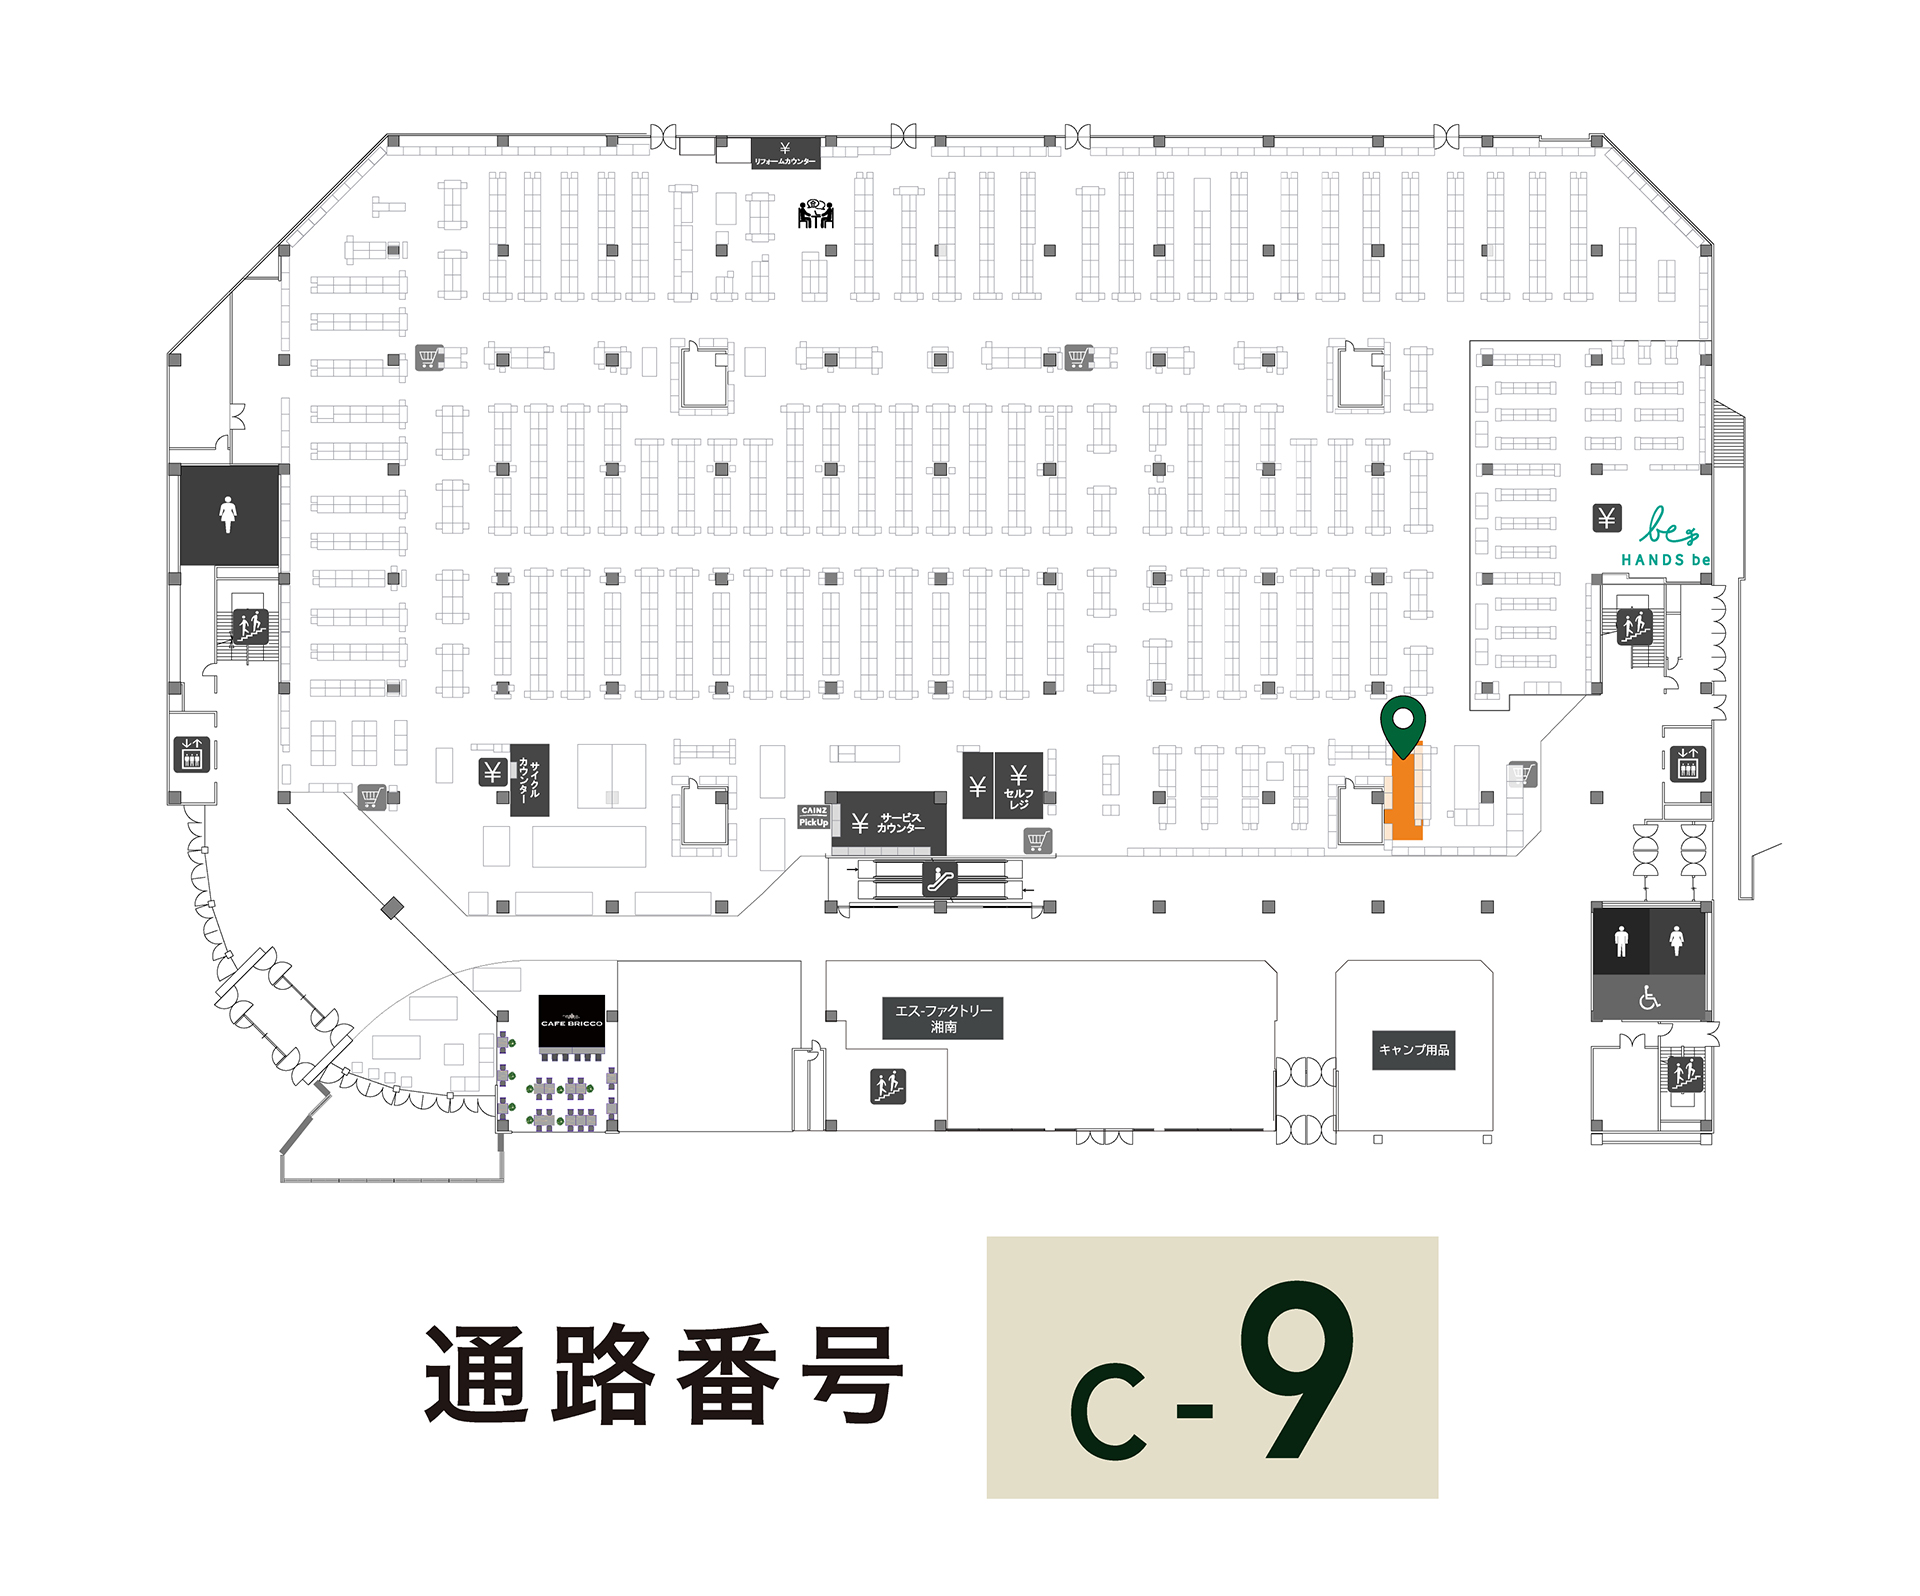 ¥
リフォームカウンター
¥
be
HANDS be
¥
サイクル
カウンター
¥
¥
セルフ
レジ
CAINZ
PickUp
¥
サービス
カウンター
CAFE BRICCO
エス-ファクトリー
湘南
キャンプ用品
通路番号
C-9